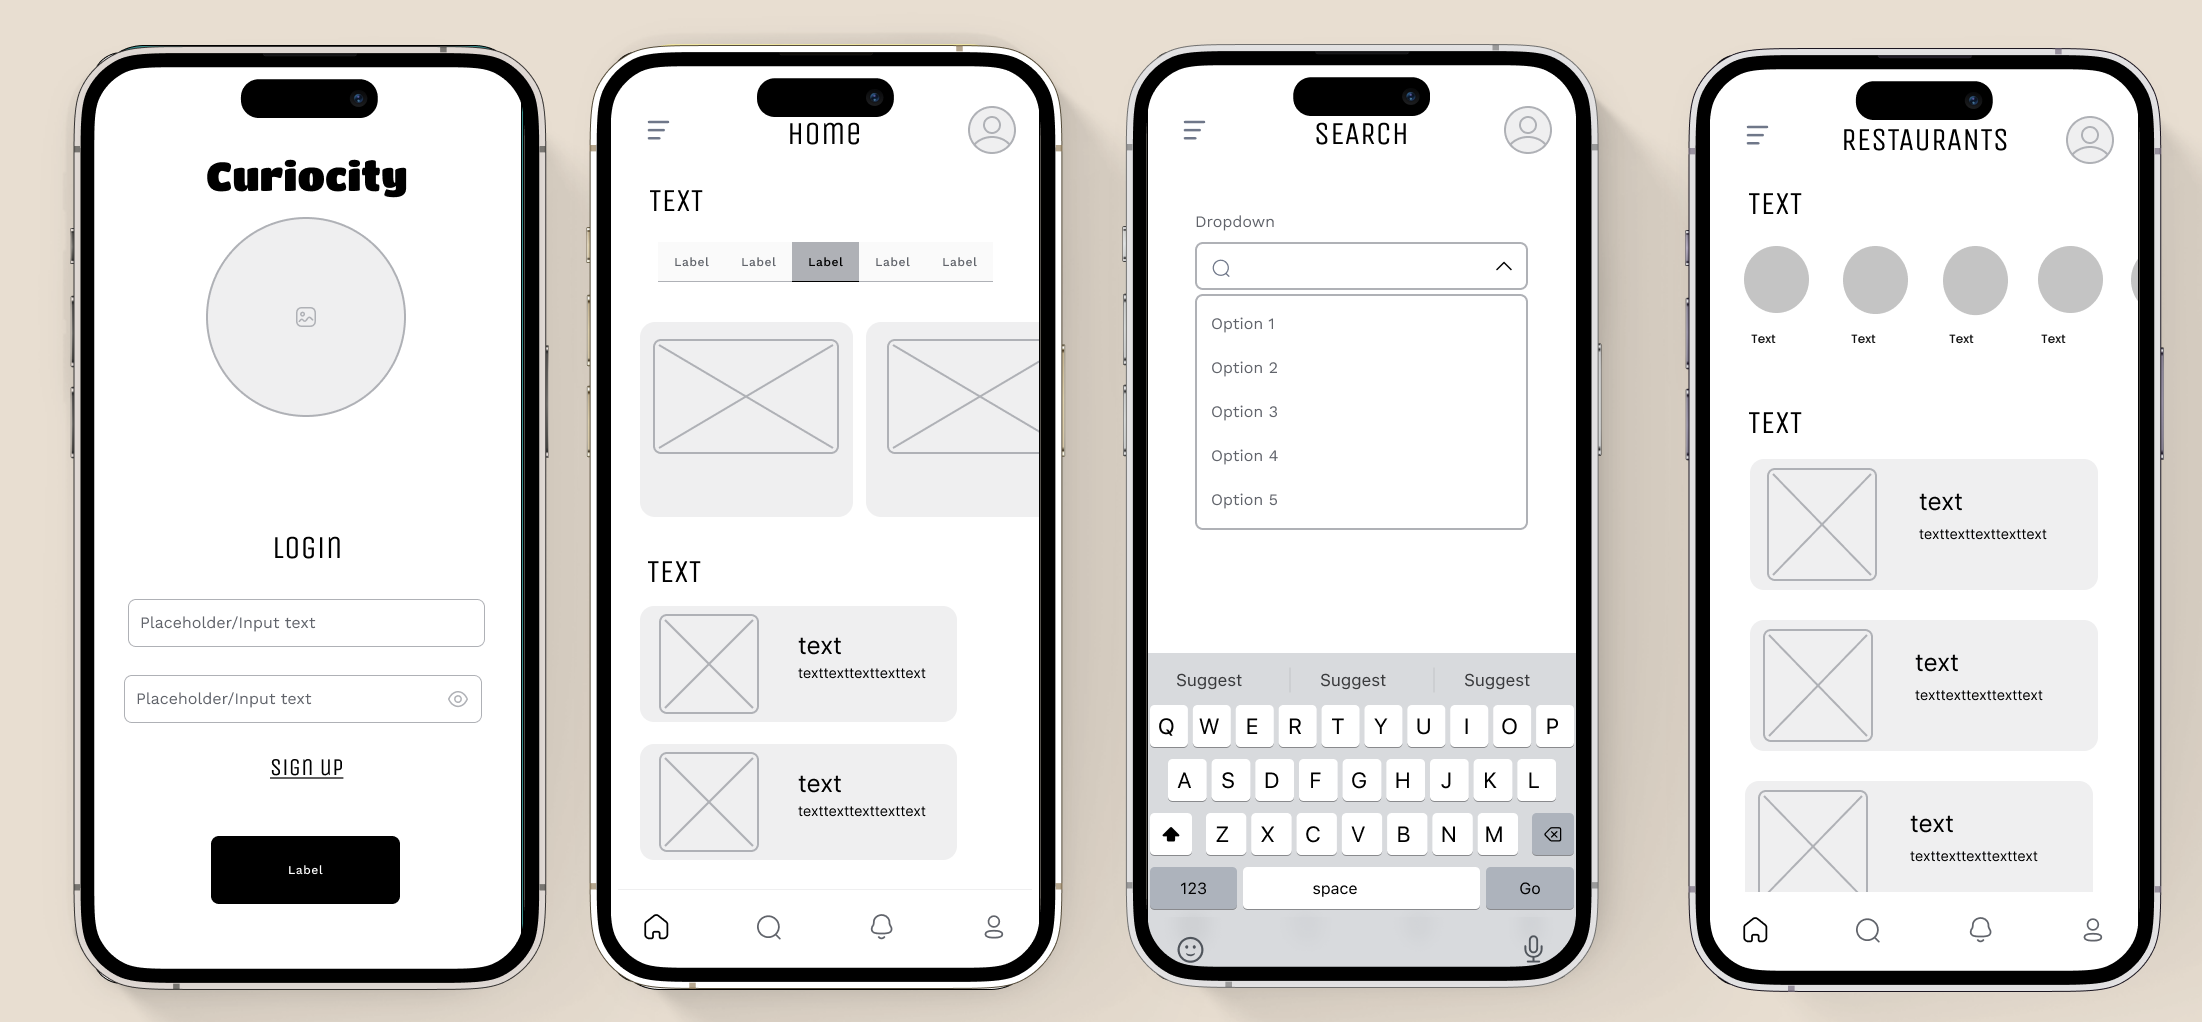 Curiocity
LOGIN
Placeholder/Input text
Placeholder/Input text
SIGN UP
Label
HOME
TEXT
Label Label Label Label Label
TEXT
text
texttexttexttexttext
text
texttexttexttexttext
SEARCH
Dropdown
Option 1
Option 2
Option 3
Option 4
Option 5
Suggest Suggest Suggest
Q W E R T Y U I O P
A S D F G H J K L
Z X C V B N M
123 space Go
RESTAURANTS
TEXT
Text Text Text Text
TEXT
text
texttexttexttexttext
text
texttexttexttexttext
text
texttexttexttexttext